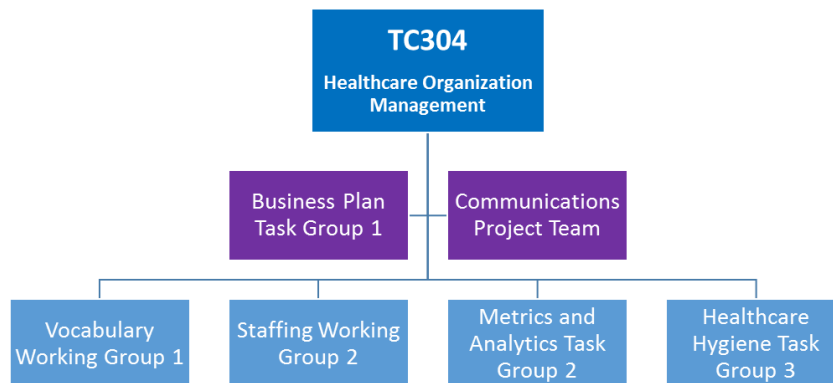 TC304
Healthcare Organization
Management
Business Plan
Task Group 1
Communications
Project Team
Vocabulary
Working Group 1
Staffing Working
Group 2
Metrics and
Analytics Task
Group 2
Healthcare
Hygiene Task
Group 3